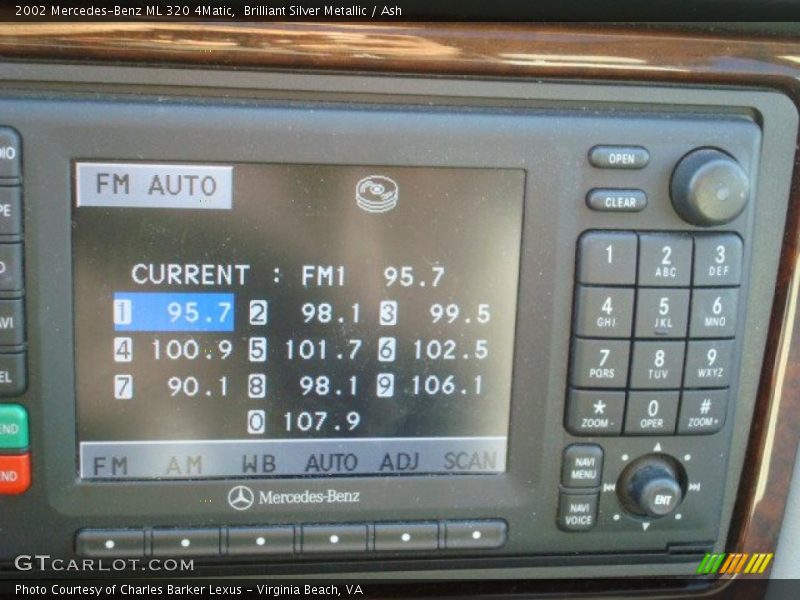 2002 Mercedes-Benz ML 320 4Matic, Brilliant Silver Metallic / Ash
FM AUTO
CURRENT : FM1 95.7
1 95.7 2 98.1 3 99.5
4 100.9 5 101.7 6 102.5
7 90.1 8 98.1 9 106.1
0 107.9
FM AM WB AUTO ADJ SCAN
Mercedes-Benz
OPEN
CLEAR
1 2 ABC 3 DEF
4 GHI 5 JKL 6 MNO
7 PQRS 8 TUV 9 WXYZ
* ZOOM- 0 OPER # ZOOM-
NAVI MENU
NAVI VOICE
ENT
GTCARLOT.COM
Photo Courtesy of Charles Barker Lexus - Virginia Beach, VA